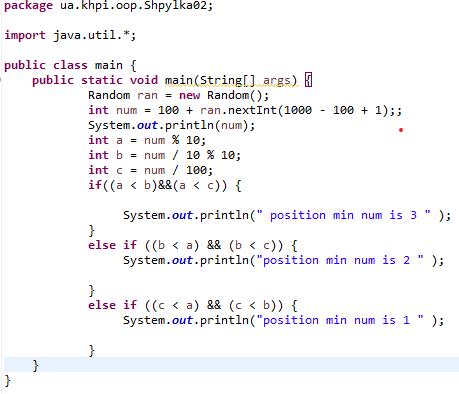 package ua.khpi.oop.Shpylka02;
import java.util.*;
public class main {
public static void main(String[] args) {
Random ran = new Random();
int num = 100 + ran.nextInt(1000 - 100 + 1);;
System.out.println(num);
int a = num % 10;
int b = num / 10 % 10;
int c = num / 100;
if((a < b)&&(a < c)) {
System.out.println(" position min num is 3 " );
}
else if ((b < a) && (b < c)) {
System.out.println("position min num is 2 " );
}
else if ((c < a) && (c < b)) {
System.out.println("position min num is 1 " );
}
}
}